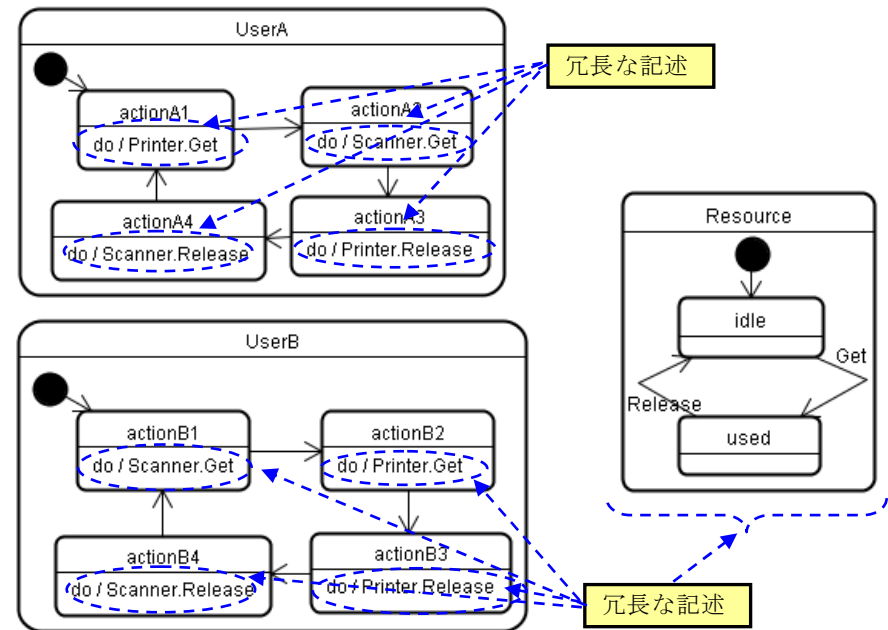 UserA
冗長な記述
actionA1
do / Printer.Get
actionA2
do / Scanner.Get
actionA4
do / Scanner.Release
actionA3
do / Printer.Release
Resource
idle
Get
Release
used
UserB
actionB1
do / Scanner.Get
actionB2
do / Printer.Get
actionB4
do / Scanner.Release
actionB3
do / Printer.Release
冗長な記述